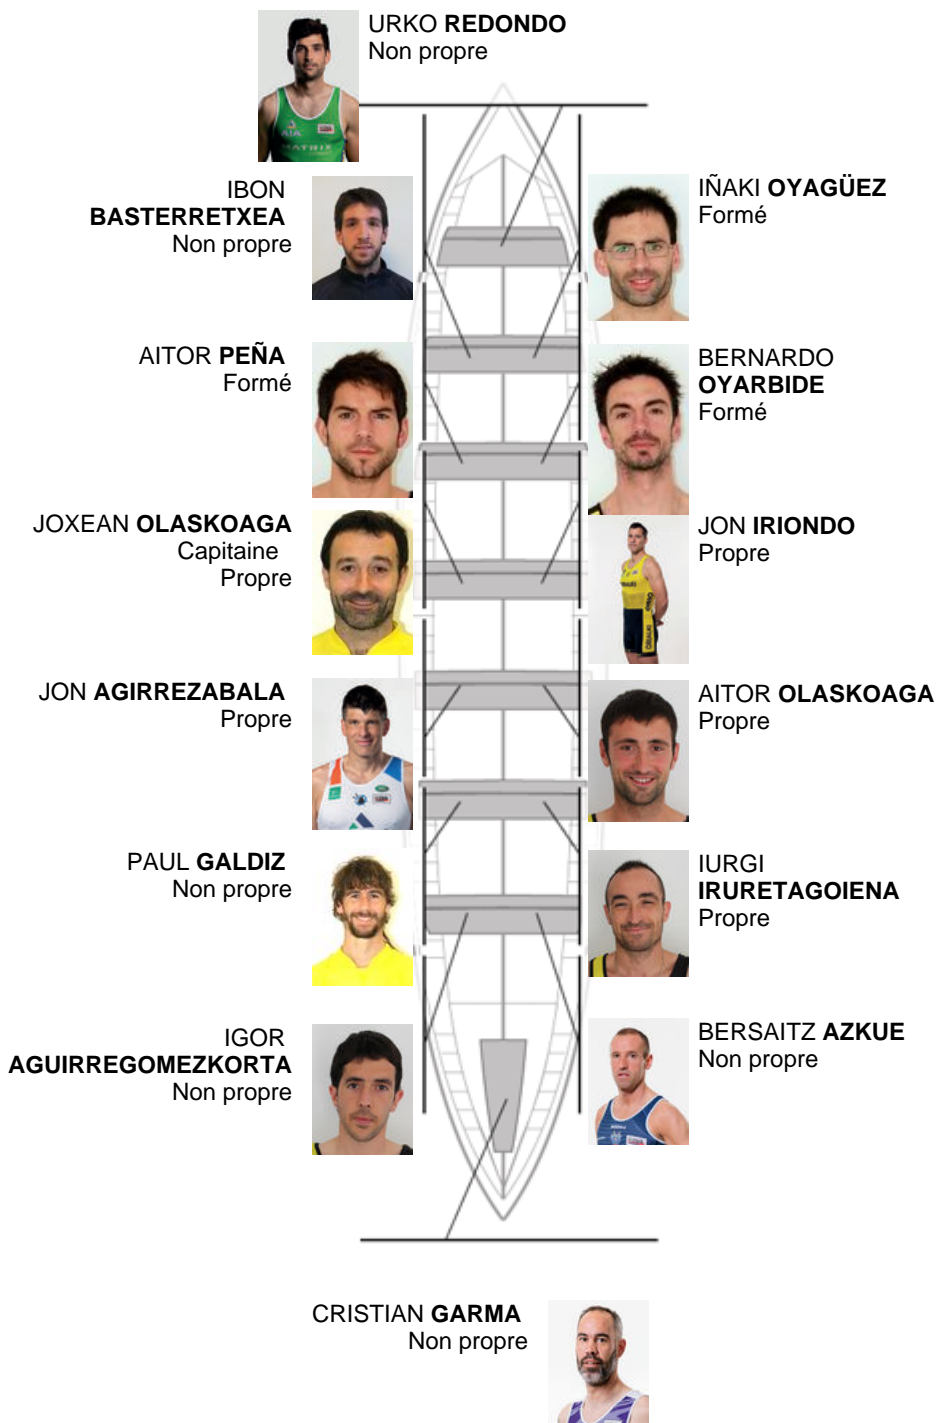 URKO REDONDO
Non propre
AIA
MATRIX
IBON
BASTERRETXEA
Non propre
IÑAKI OYAGÜEZ
Formé
AITOR PEÑA
Formé
BERNARDO
OYARBIDE
Formé
JOXEAN OLASKOAGA
Capitaine
Propre
JON IRIONDO
Propre
JON AGIRREZABALA
Propre
AITOR OLASKOAGA
Propre
PAUL GALDIZ
Non propre
IURGI
IRURETAGOIENA
Propre
IGOR
AGUIRREGOMEZKORTA
Non propre
BERSAITZ AZKUE
Non propre
CRISTIAN GARMA
Non propre